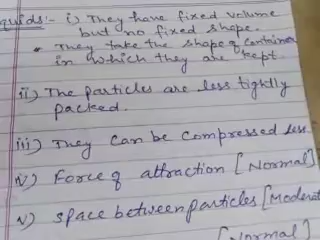 quids:- i) They have fixed volume
but no fixed shape.
* They take the shape of container
in which they are kept.
ii) The particles are less tightly
packed.
iii) They can be compressed less.
iv) Force of attraction [Normal]
v) space between particles [Moderat
[Normal]